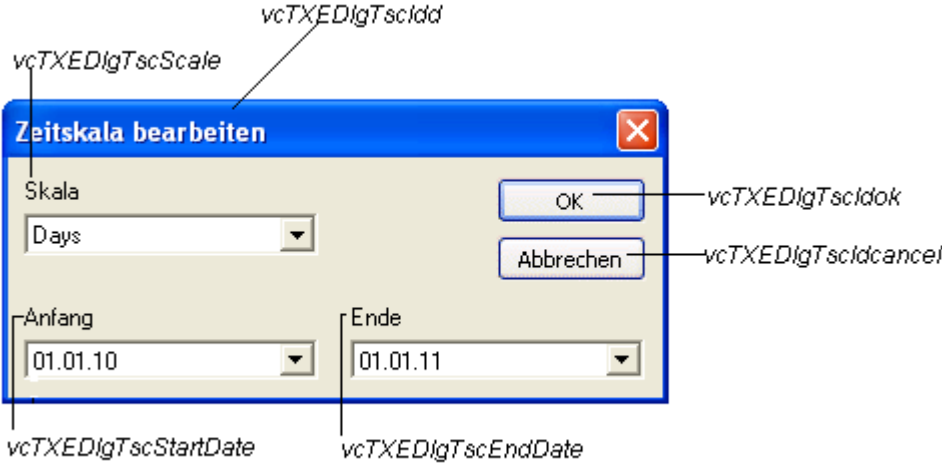 vcTXEDlgTscIdd
vcTXEDlgTscScale
Zeitskala bearbeiten
Skala
OK
vcTXEDlgTscIdok
Days
Abbrechen
vcTXEDlgTscIdcancel
Anfang
Ende
01.01.10
01.01.11
vcTXEDlgTscStartDate
vcTXEDlgTscEndDate